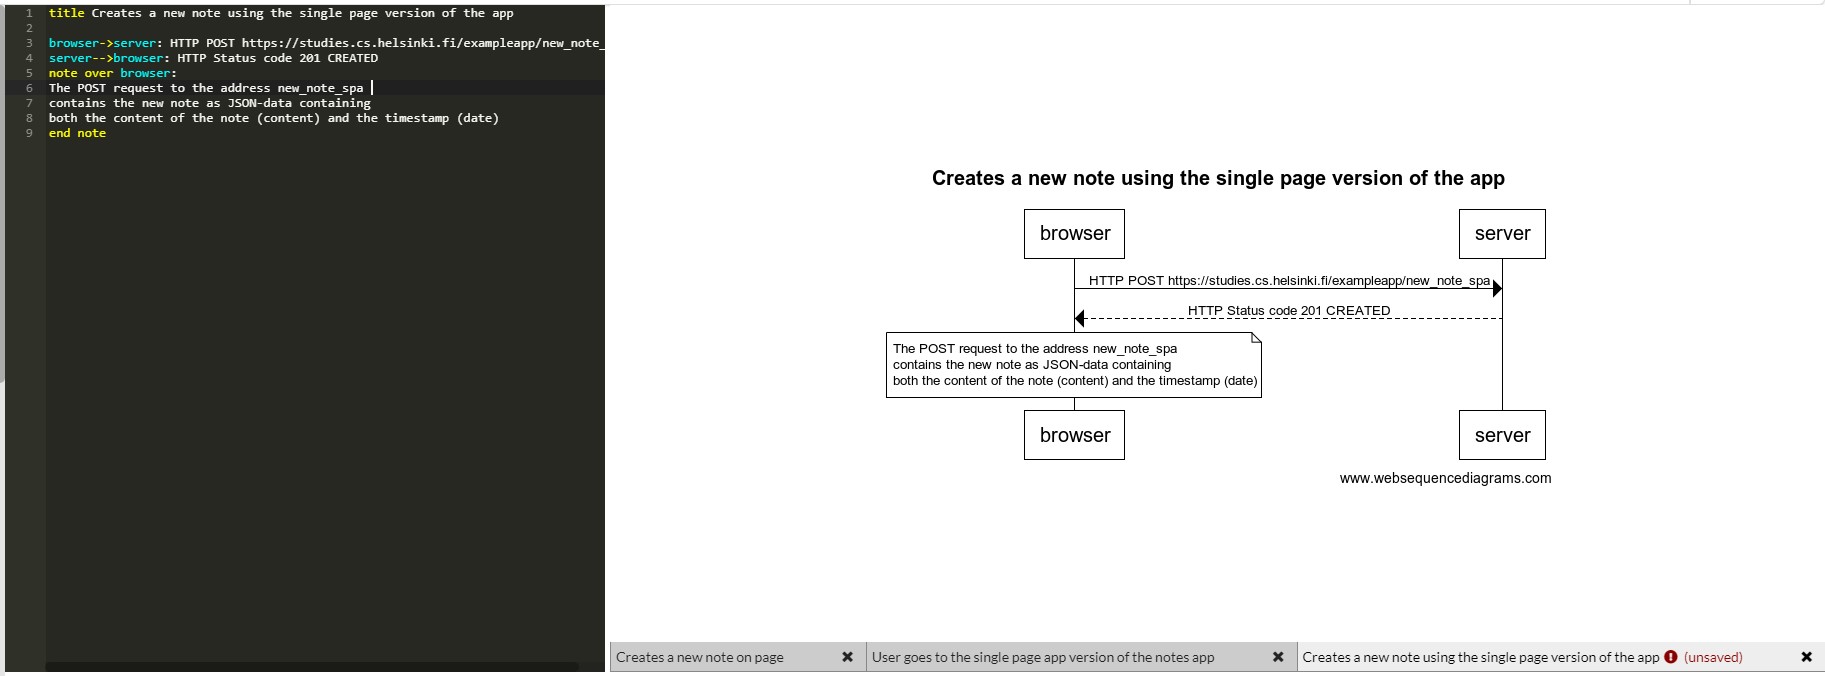 1 title Creates a new note using the single page version of the app
2
3 browser->server: HTTP POST https://studies.cs.helsinki.fi/exampleapp/new_note_
4 server-->browser: HTTP Status code 201 CREATED
5 note over browser:
6 The POST request to the address new_note_spa
7 contains the new note as JSON-data containing
8 both the content of the note (content) and the timestamp (date)
9 end note
Creates a new note using the single page version of the app
browser server
HTTP POST https://studies.cs.helsinki.fi/exampleapp/new_note_spa
HTTP Status code 201 CREATED
The POST request to the address new_note_spa
contains the new note as JSON-data containing
both the content of the note (content) and the timestamp (date)
browser server
www.websequencediagrams.com
Creates a new note on page User goes to the single page app version of the notes app Creates a new note using the single page version of the app (unsaved)